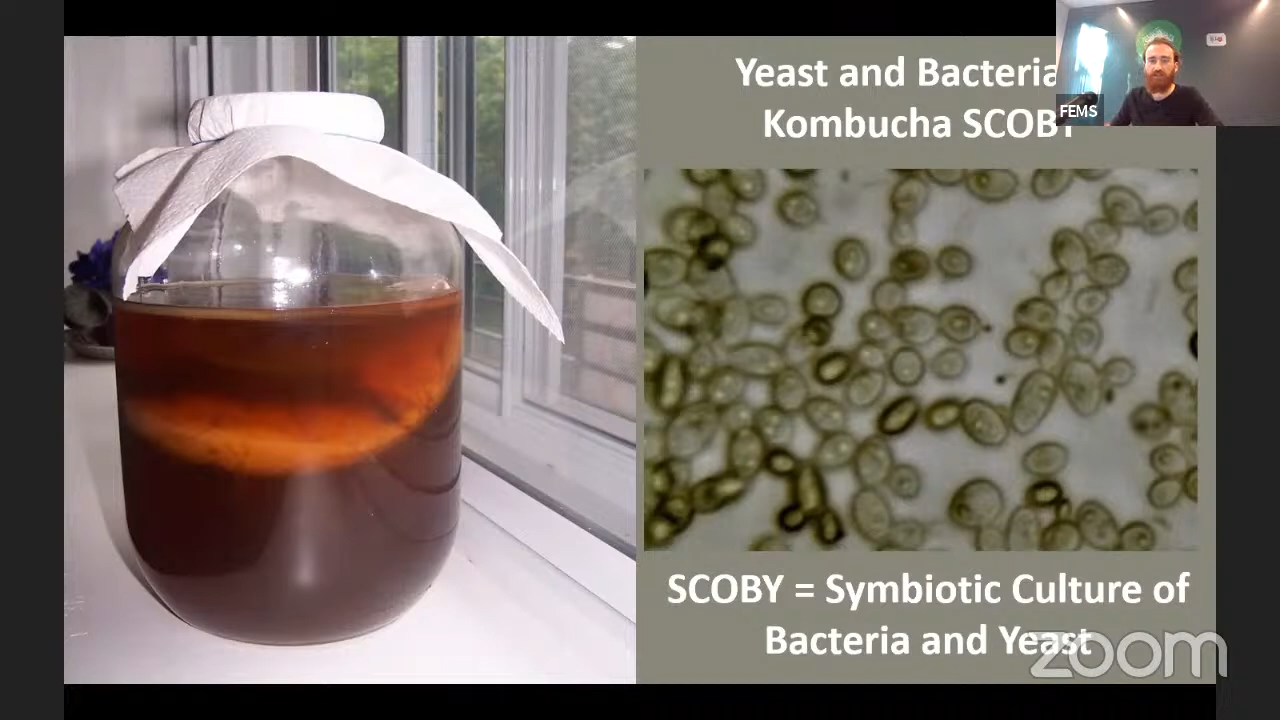 Yeast and Bacteria
Kombucha SCOBY
FEMS
SCOBY = Symbiotic Culture of
Bacteria and Yeast
zoom